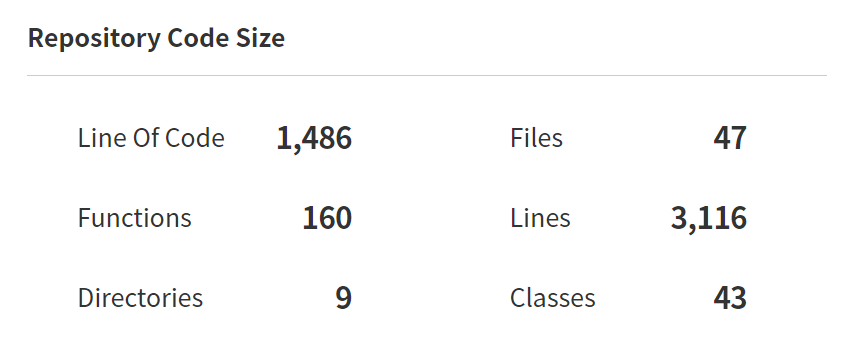 Repository Code Size
Line Of Code 1,486 Files 47
Functions 160 Lines 3,116
Directories 9 Classes 43